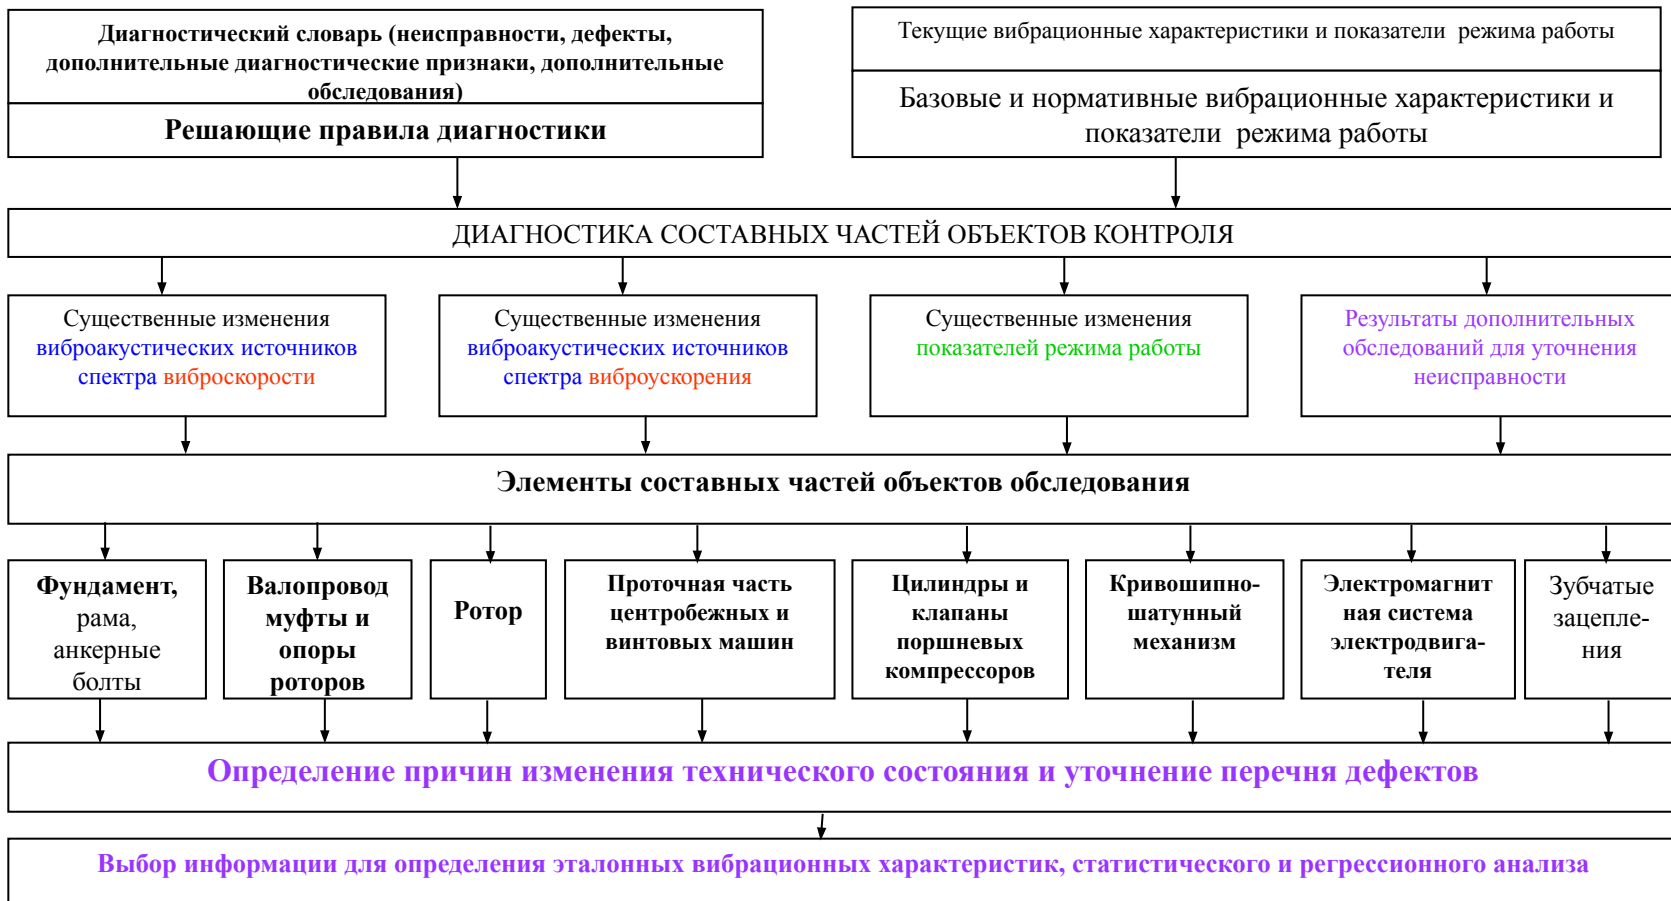 Диагностический словарь (неисправности, дефекты,
дополнительные диагностические признаки, дополнительные
обследования)
Решающие правила диагностики
Текущие вибрационные характеристики и показатели режима работы
Базовые и нормативные вибрационные характеристики и
показатели режима работы
ДИАГНОСТИКА СОСТАВНЫХ ЧАСТЕЙ ОБЪЕКТОВ КОНТРОЛЯ
Существенные изменения
виброакустических источников
спектра виброскорости
Существенные изменения
виброакустических источников
спектра виброускорения
Существенные изменения
показателей режима работы
Результаты дополнительных
обследований для уточнения
неисправности
Элементы составных частей объектов обследования
Фундамент,
рама,
анкерные
болты
Валопровод
муфты и
опоры
роторов
Ротор
Проточная часть
центробежных и
винтовых машин
Цилиндры и
клапаны
поршневых
компрессоров
Кривошипно-
шатунный
механизм
Электромагнит
ная система
электродвига-
теля
Зубчатые
зацепле-
ния
Определение причин изменения технического состояния и уточнение перечня дефектов
Выбор информации для определения эталонных вибрационных характеристик, статистического и регрессионного анализа